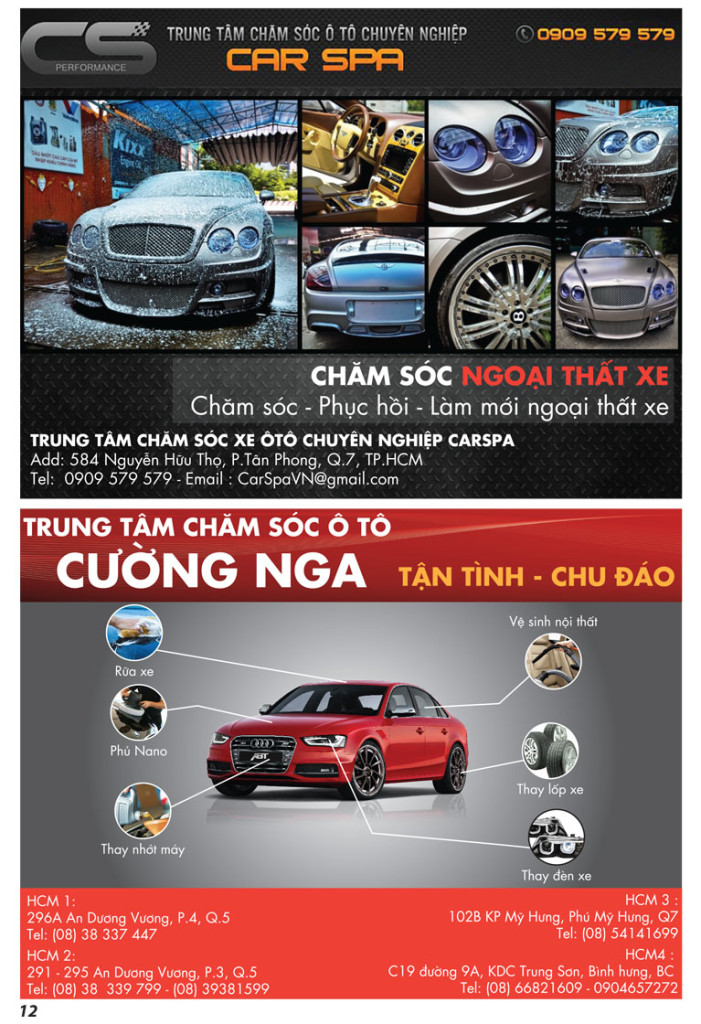 CS
PERFORMANCE
TRUNG TÂM CHĂM SÓC Ô TÔ CHUYÊN NGHIỆP
CAR SPA
0909 579 579
Kixx
CHĂM SÓC NGOẠI THẤT XE
Chăm sóc - Phục hồi - Làm mới ngoại thất xe
TRUNG TÂM CHĂM SÓC XE ÔTÔ CHUYÊN NGHIỆP CARSPA
Add: 584 Nguyễn Hữu Thọ, P.Tân Phong, Q.7, TP.HCM
Tel: 0909 579 579 - Email : CarSpaVN@gmail.com
TRUNG TÂM CHĂM SÓC Ô TÔ
CƯỜNG NGA TẬN TÌNH - CHU ĐÁO
Rữa xe
Vệ sinh nội thất
Phủ Nano
ABT
Thay lốp xe
Thay nhớt máy
Thay đèn xe
HCM 1:
296A An Dương Vương, P.4, Q.5
Tel: (08) 38 337 447
HCM 2:
291 - 295 An Dương Vương, P.3, Q.5
Tel: (08) 38 339 799 - (08) 39381599
HCM 3 :
102B KP Mỹ Hưng, Phú Mỹ Hưng, Q7
Tel: (08) 54141699
HCM4 :
C19 đường 9A, KDC Trung Sơn, Bình hưng, BC
Tel: (08) 66821609 - 0904657272
12